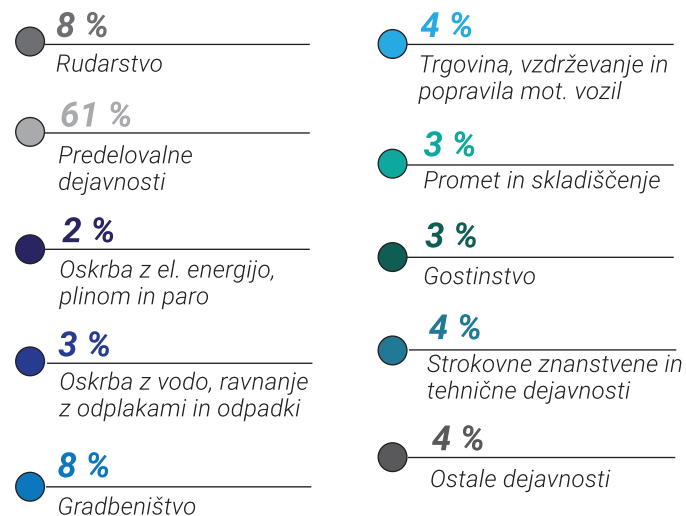 8 %
Rudarstvo
61 %
Predelovalne
dejavnosti
2 %
Oskrba z el. energijo,
plinom in paro
3 %
Oskrba z vodo, ravnanje
z odplakami in odpadki
8 %
Gradbeništvo
4 %
Trgovina, vzdrževanje in
popravila mot. vozil
3 %
Promet in skladiščenje
3 %
Gostinstvo
4 %
Strokovne znanstvene in
tehnične dejavnosti
4 %
Ostale dejavnosti